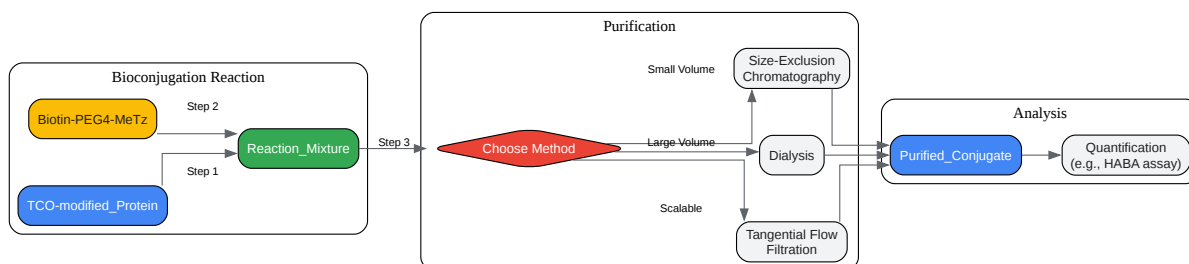 Bioconjugation Reaction
Biotin-PEG4-MeTz
Step 2
Reaction_Mixture
Step 1
TCO-modified_Protein
Step 3
Purification
Choose Method
Small Volume
Size-Exclusion
Chromatography
Large Volume
Dialysis
Scalable
Tangential Flow
Filtration
Analysis
Purified_Conjugate
Quantification
(e.g., HABA assay)